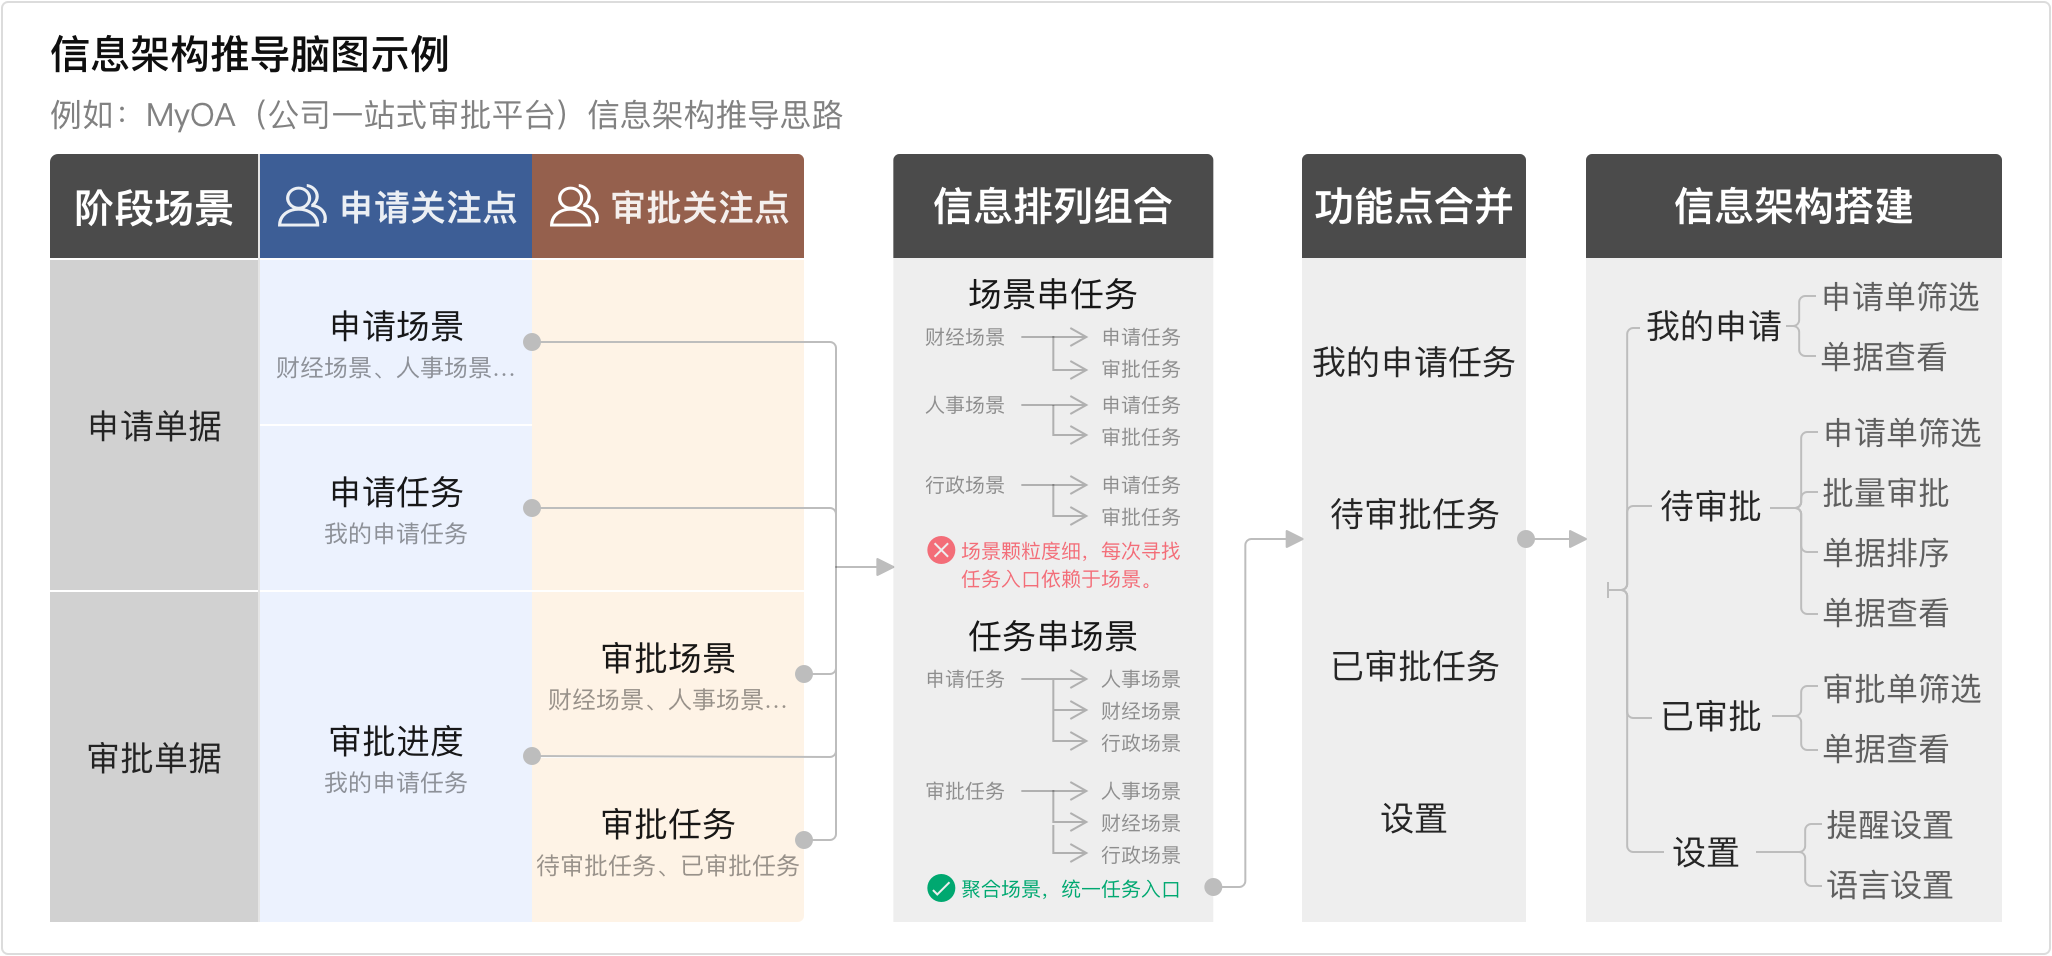 信息架构推导脑图示例
例如：MyOA（公司一站式审批平台）信息架构推导思路
阶段场景
申请关注点
审批关注点
申请单据
申请场景
财经场景、人事场景...
申请任务
我的申请任务
审批单据
审批进度
我的申请任务
审批场景
财经场景、人事场景...
审批任务
待审批任务、已审批任务
信息排列组合
场景串任务
财经场景
申请任务
审批任务
人事场景
申请任务
审批任务
行政场景
申请任务
审批任务
场景颗粒度细，每次寻找
任务入口依赖于场景。
任务串场景
申请任务
人事场景
财经场景
行政场景
审批任务
人事场景
财经场景
行政场景
聚合场景，统一任务入口
功能点合并
我的申请任务
待审批任务
已审批任务
设置
信息架构搭建
我的申请
申请单筛选
单据查看
待审批
申请单筛选
批量审批
单据排序
单据查看
已审批
审批单筛选
单据查看
设置
提醒设置
语言设置